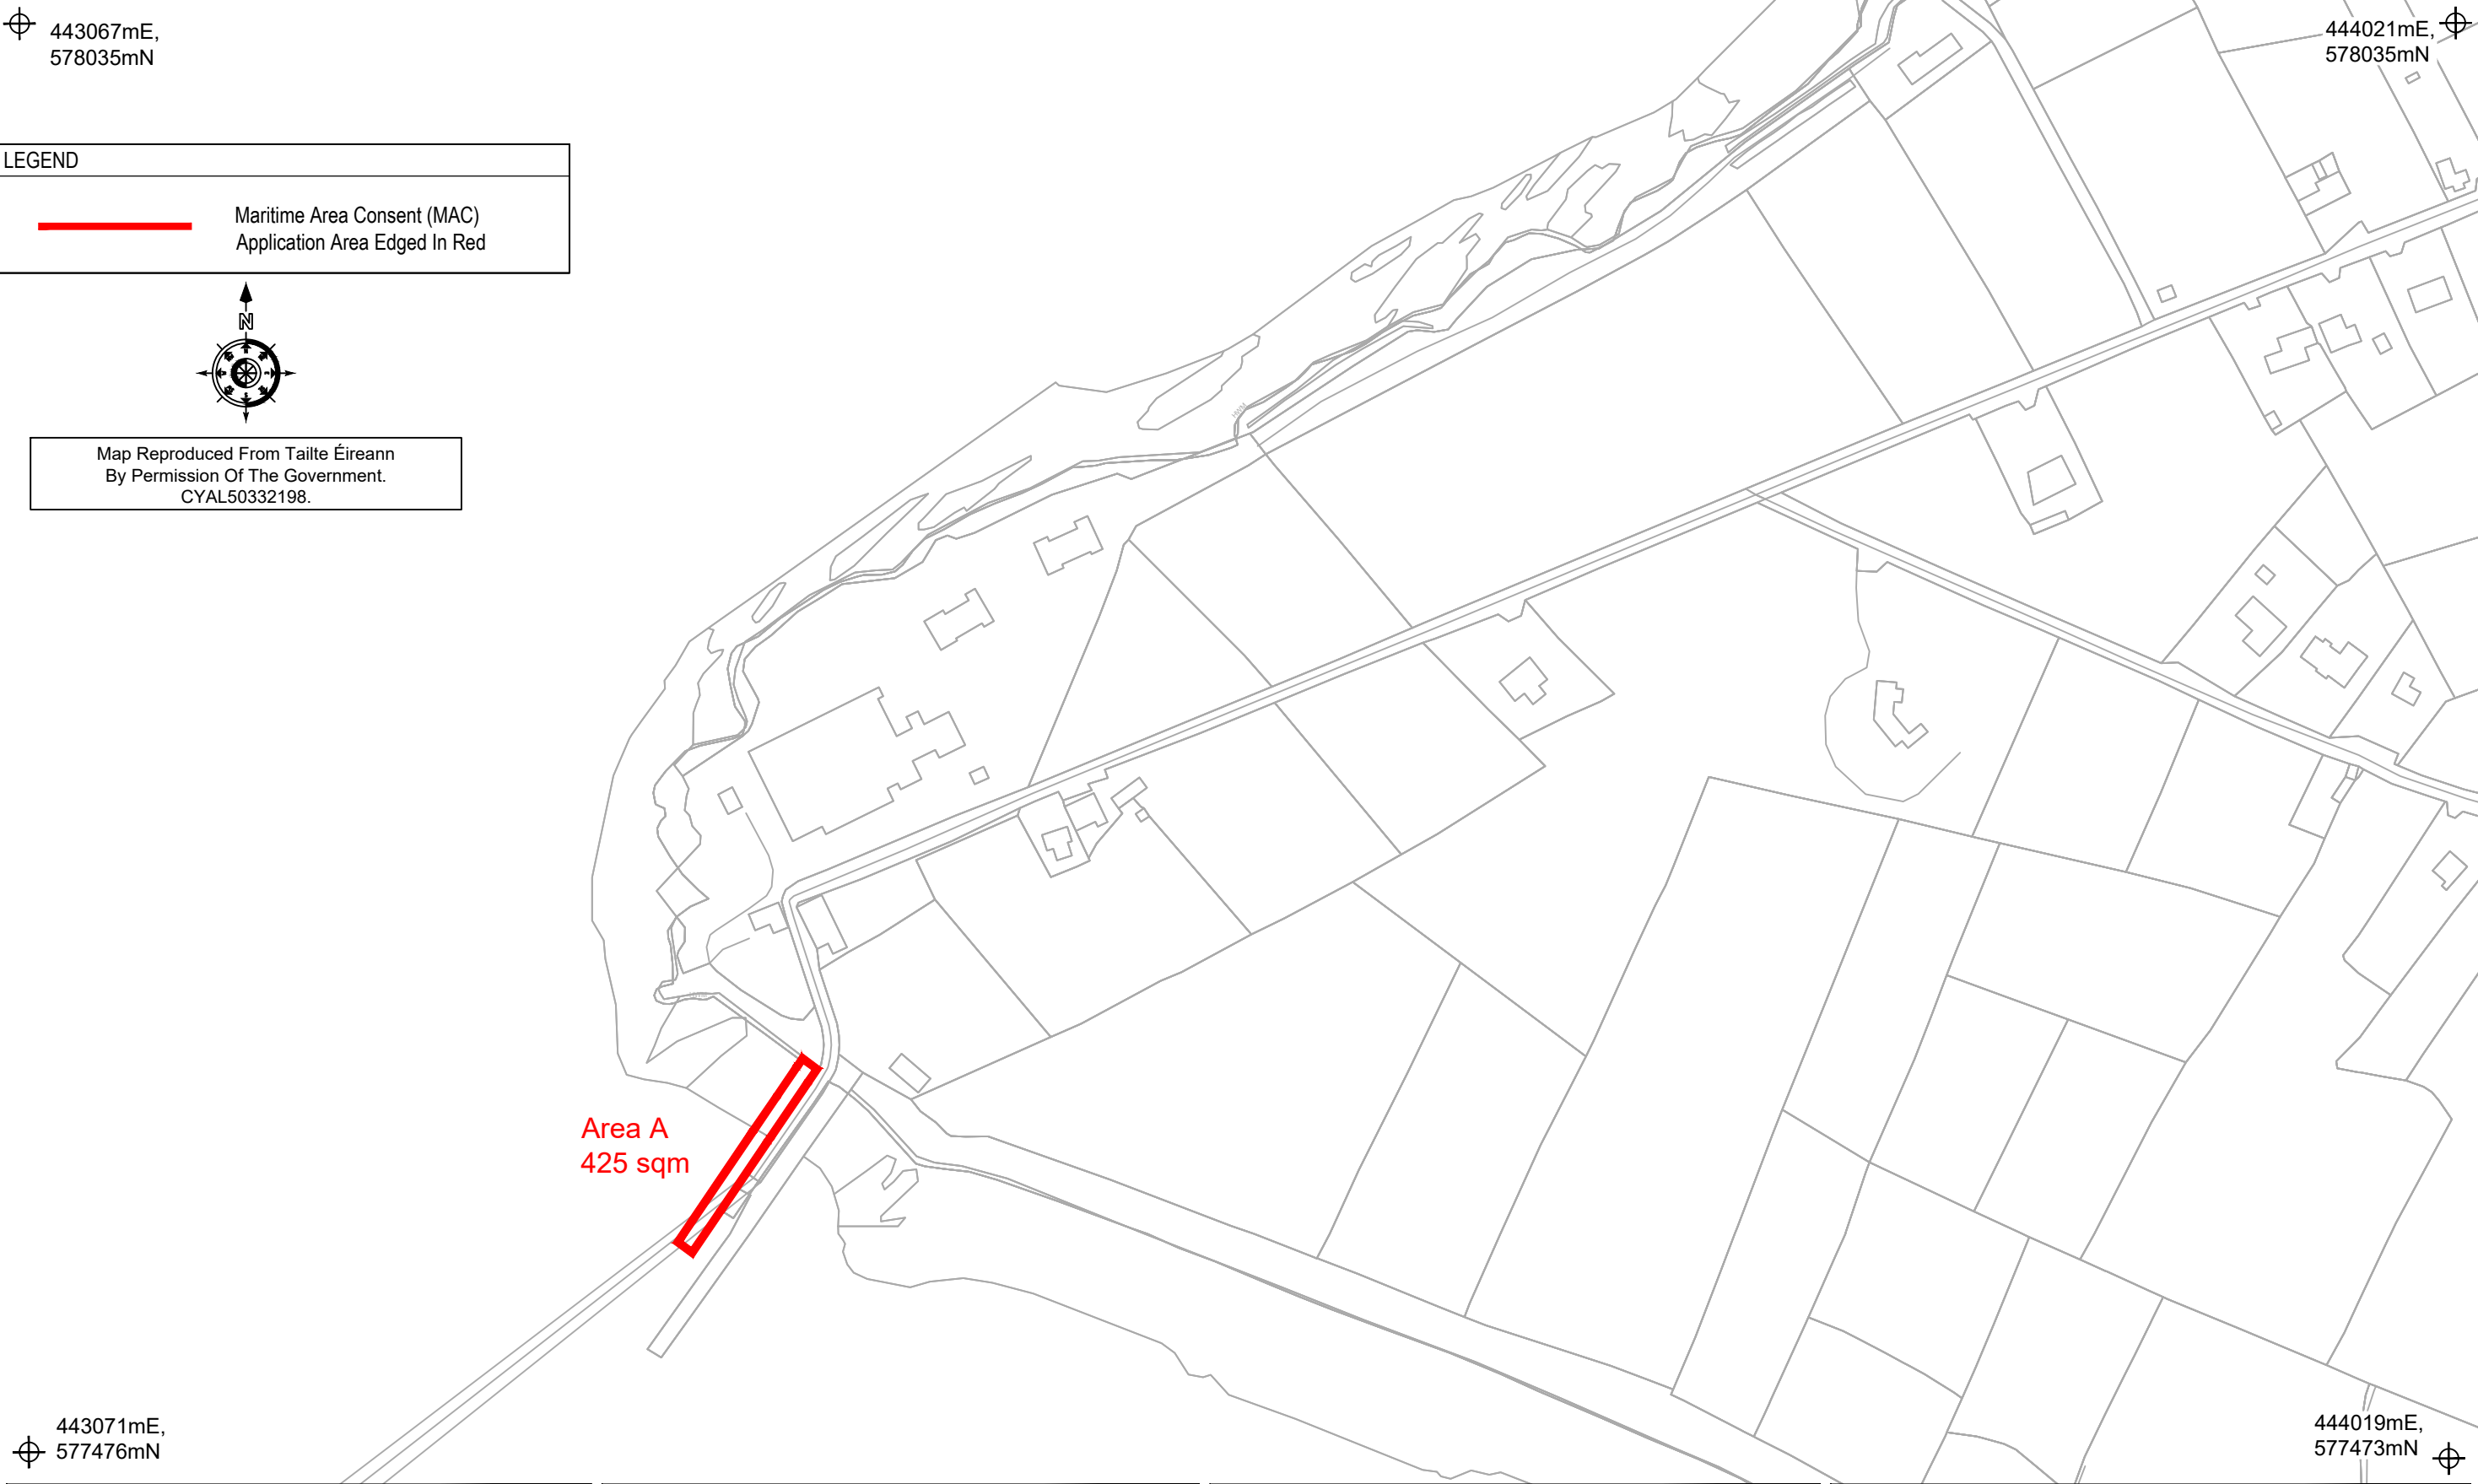 443067mE,
578035mN
444021mE,
578035mN
LEGEND
Maritime Area Consent (MAC)
Application Area Edged In Red
N
Map Reproduced From Tailte Éireann
By Permission Of The Government.
CYAL50332198.
Area A
425 sqm
443071mE,
577476mN
444019mE,
577473mN